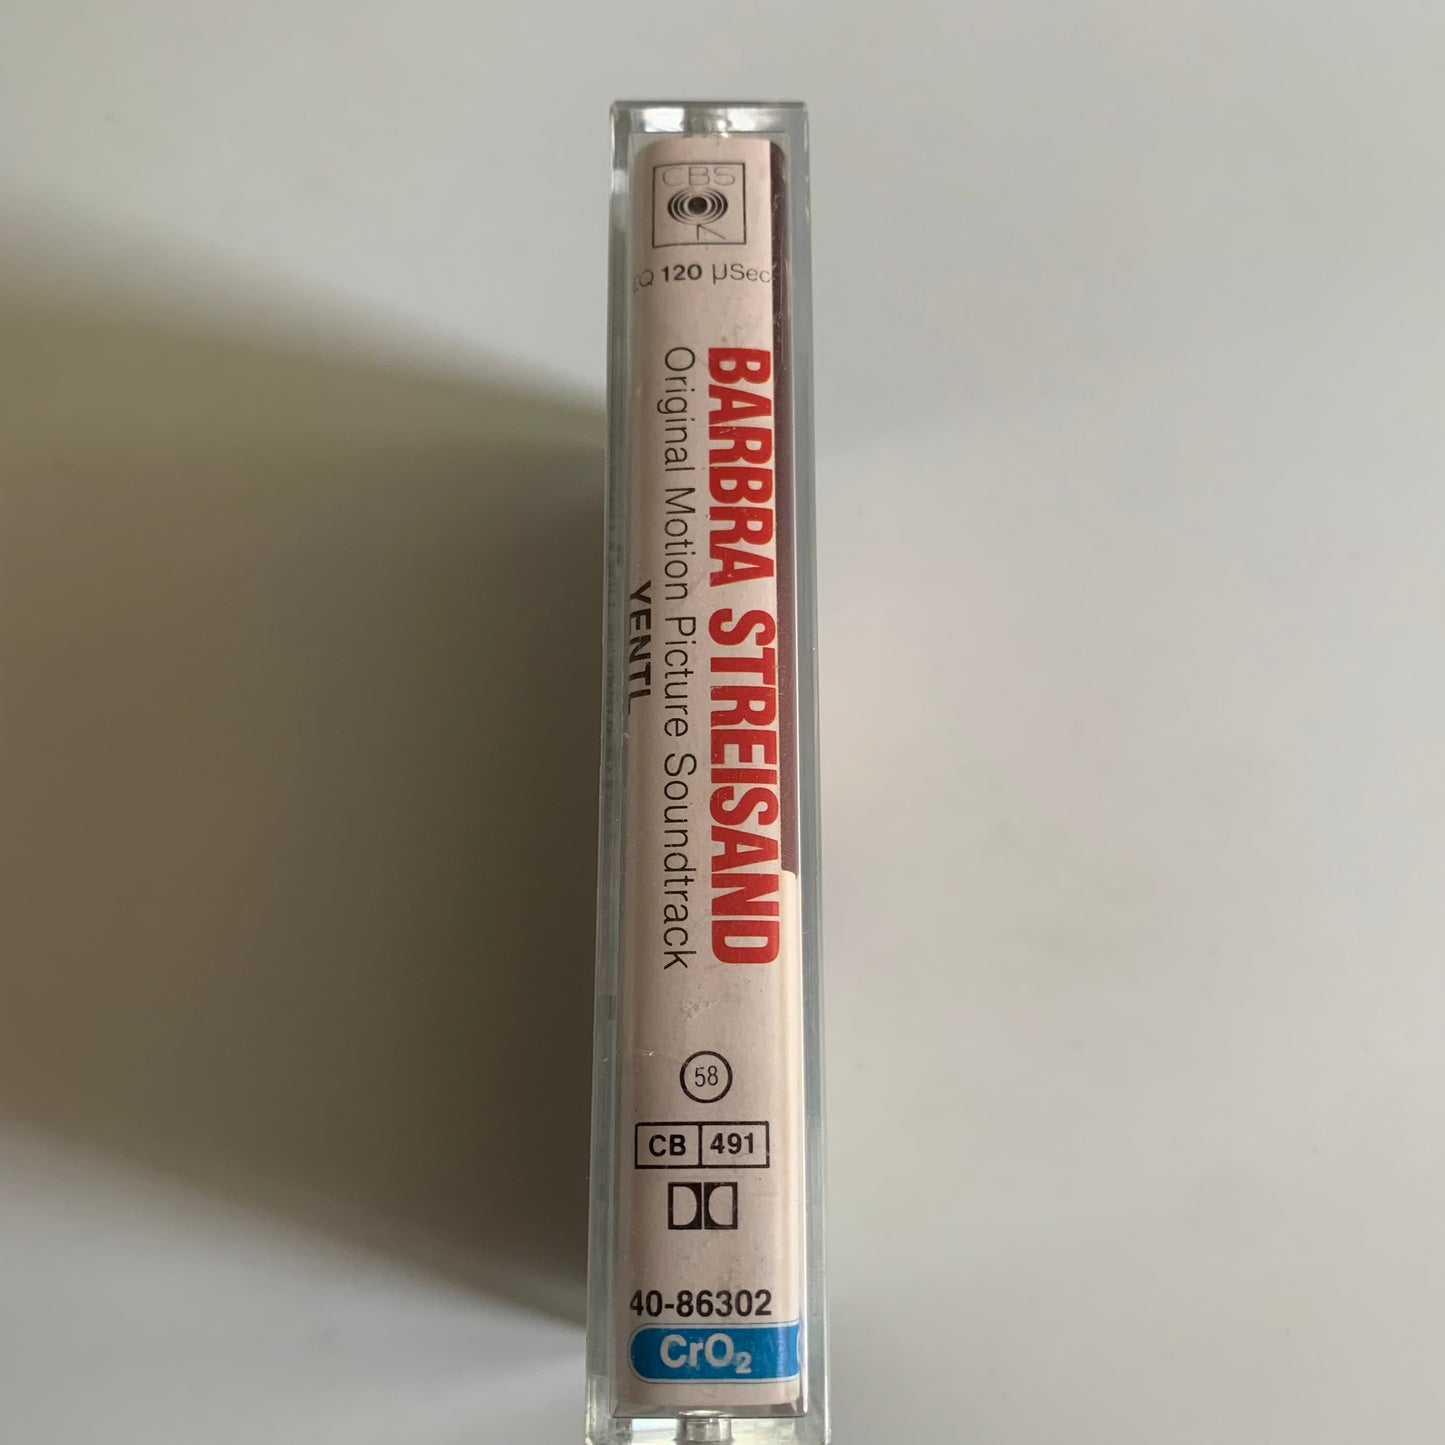 CBS
EQ 120 µSec
BARBRA STREISAND
Original Motion Picture Soundtrack
YENTL
58
CB 491
40-86302
CrO₂